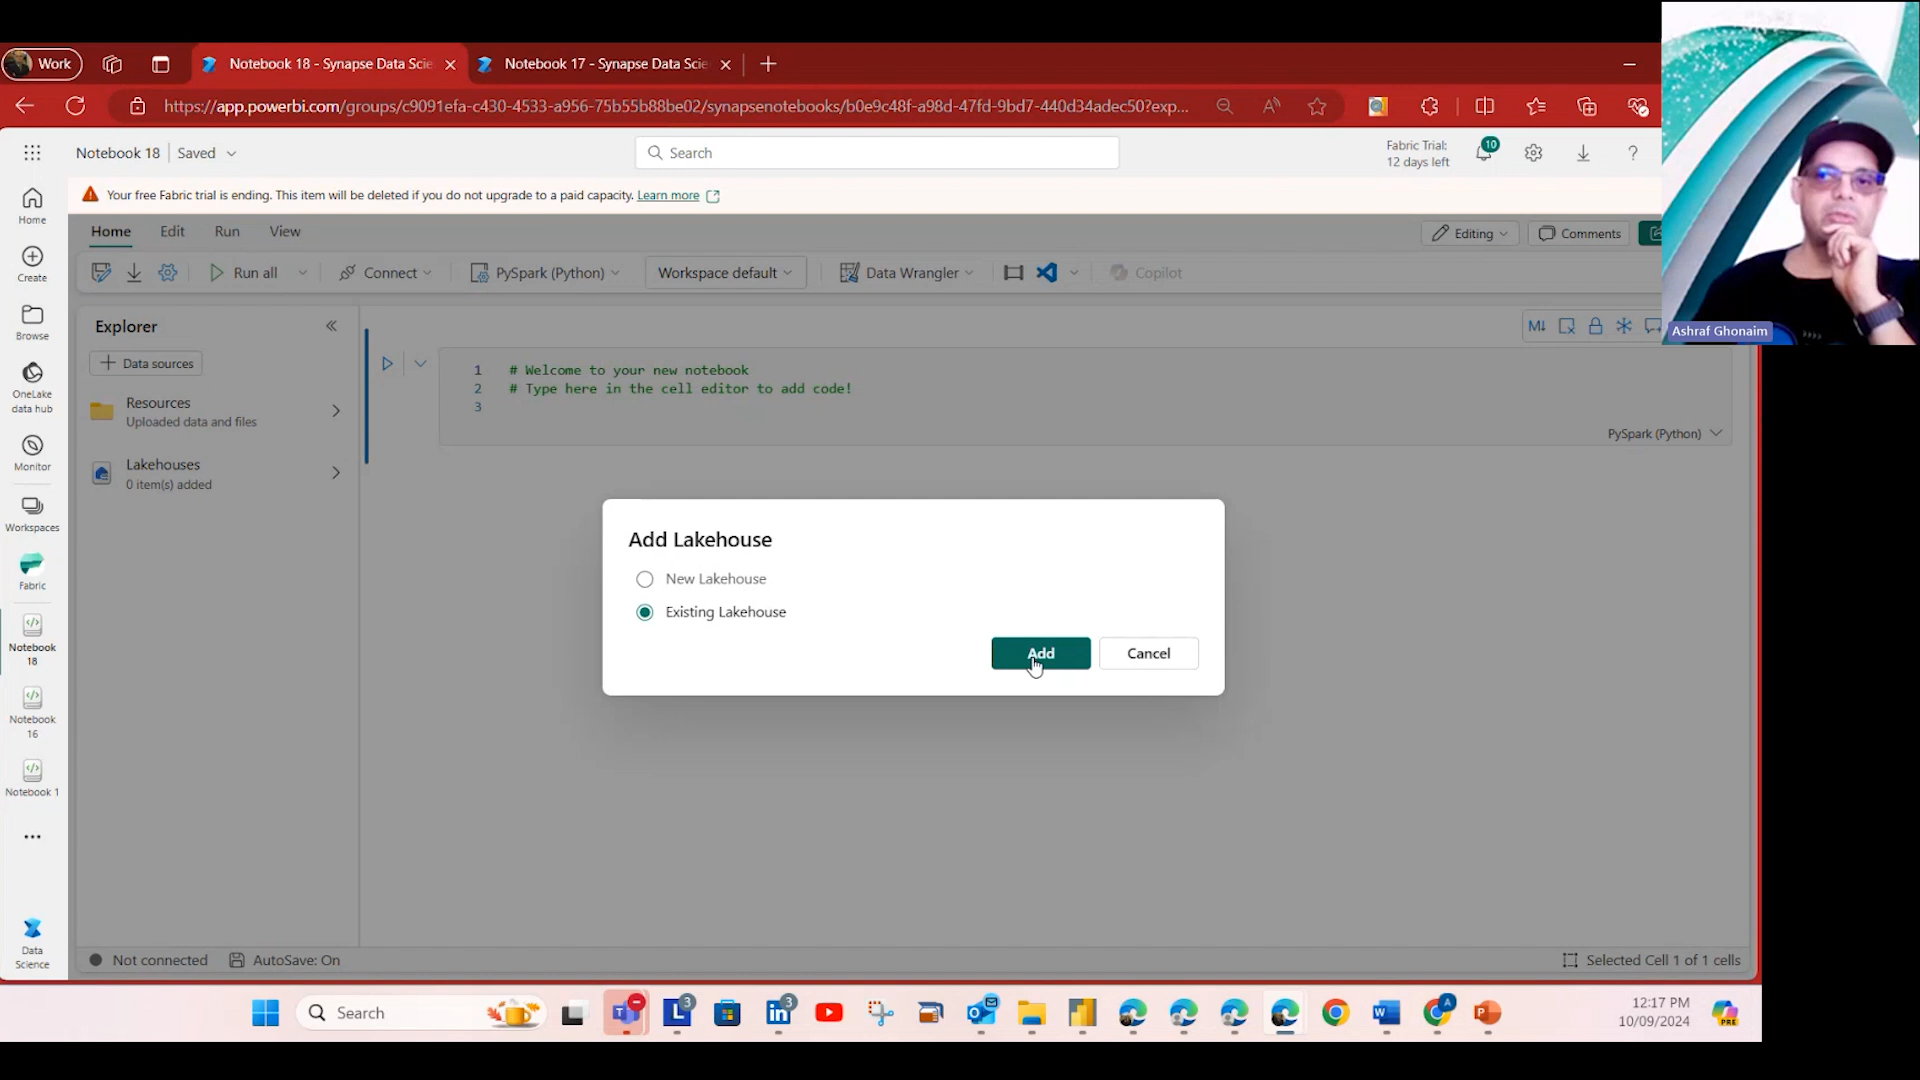 Work
Notebook 18 - Synapse Data Scie
Notebook 17 - Synapse Data Scie
https://app.powerbi.com/groups/c9091efa-c430-4533-a956-75b55b88be02/synapsenotebooks/b0e9c48f-a98d-47fd-9bd7-440d34adec50?exp...
Notebook 18
Saved
Search
Fabric Trial:
12 days left
10
?
Your free Fabric trial is ending. This item will be deleted if you do not upgrade to a paid capacity. Learn more
Home
Create
Browse
OneLake
data hub
Monitor
Workspaces
Fabric
Notebook
18
Notebook
16
Notebook 1
Data
Science
Home Edit Run View
Editing
Comments
Run all
Connect
PySpark (Python)
Workspace default
Data Wrangler
Copilot
Explorer
Data sources
Resources
Uploaded data and files
Lakehouses
0 item(s) added
M↓
1 # Welcome to your new notebook
2 # Type here in the cell editor to add code!
3
PySpark (Python)
Add Lakehouse
New Lakehouse
Existing Lakehouse
Add
Cancel
Not connected
AutoSave: On
Selected Cell 1 of 1 cells
Ashraf Ghonaim
Search
3
3
A
12:17 PM
10/09/2024
PRE